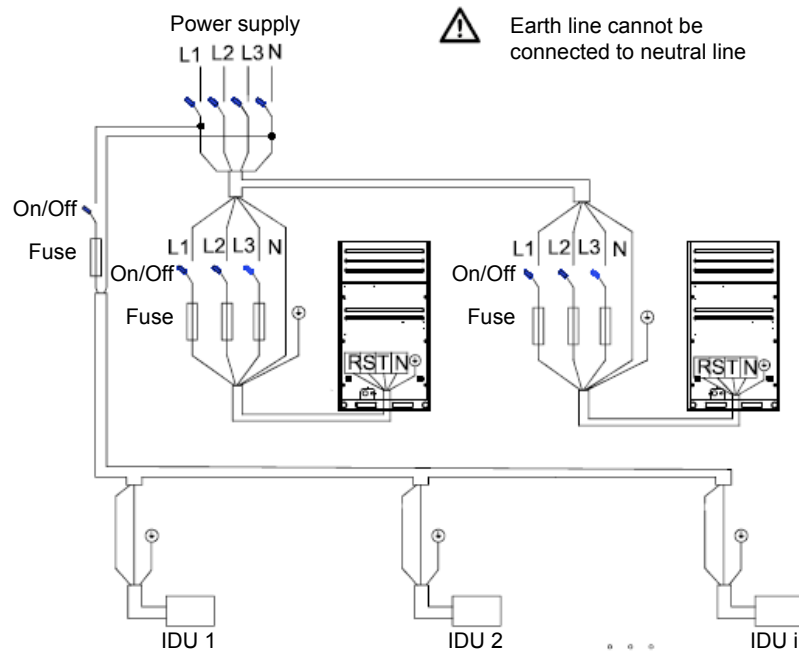 Power supply
Earth line cannot be
connected to neutral line
L1 L2 L3 N
On/Off
Fuse
L1 L2 L3 N
On/Off
Fuse
L1 L2 L3 N
On/Off
Fuse
RSTN
RSTN
IDU 1
IDU 2
IDU i